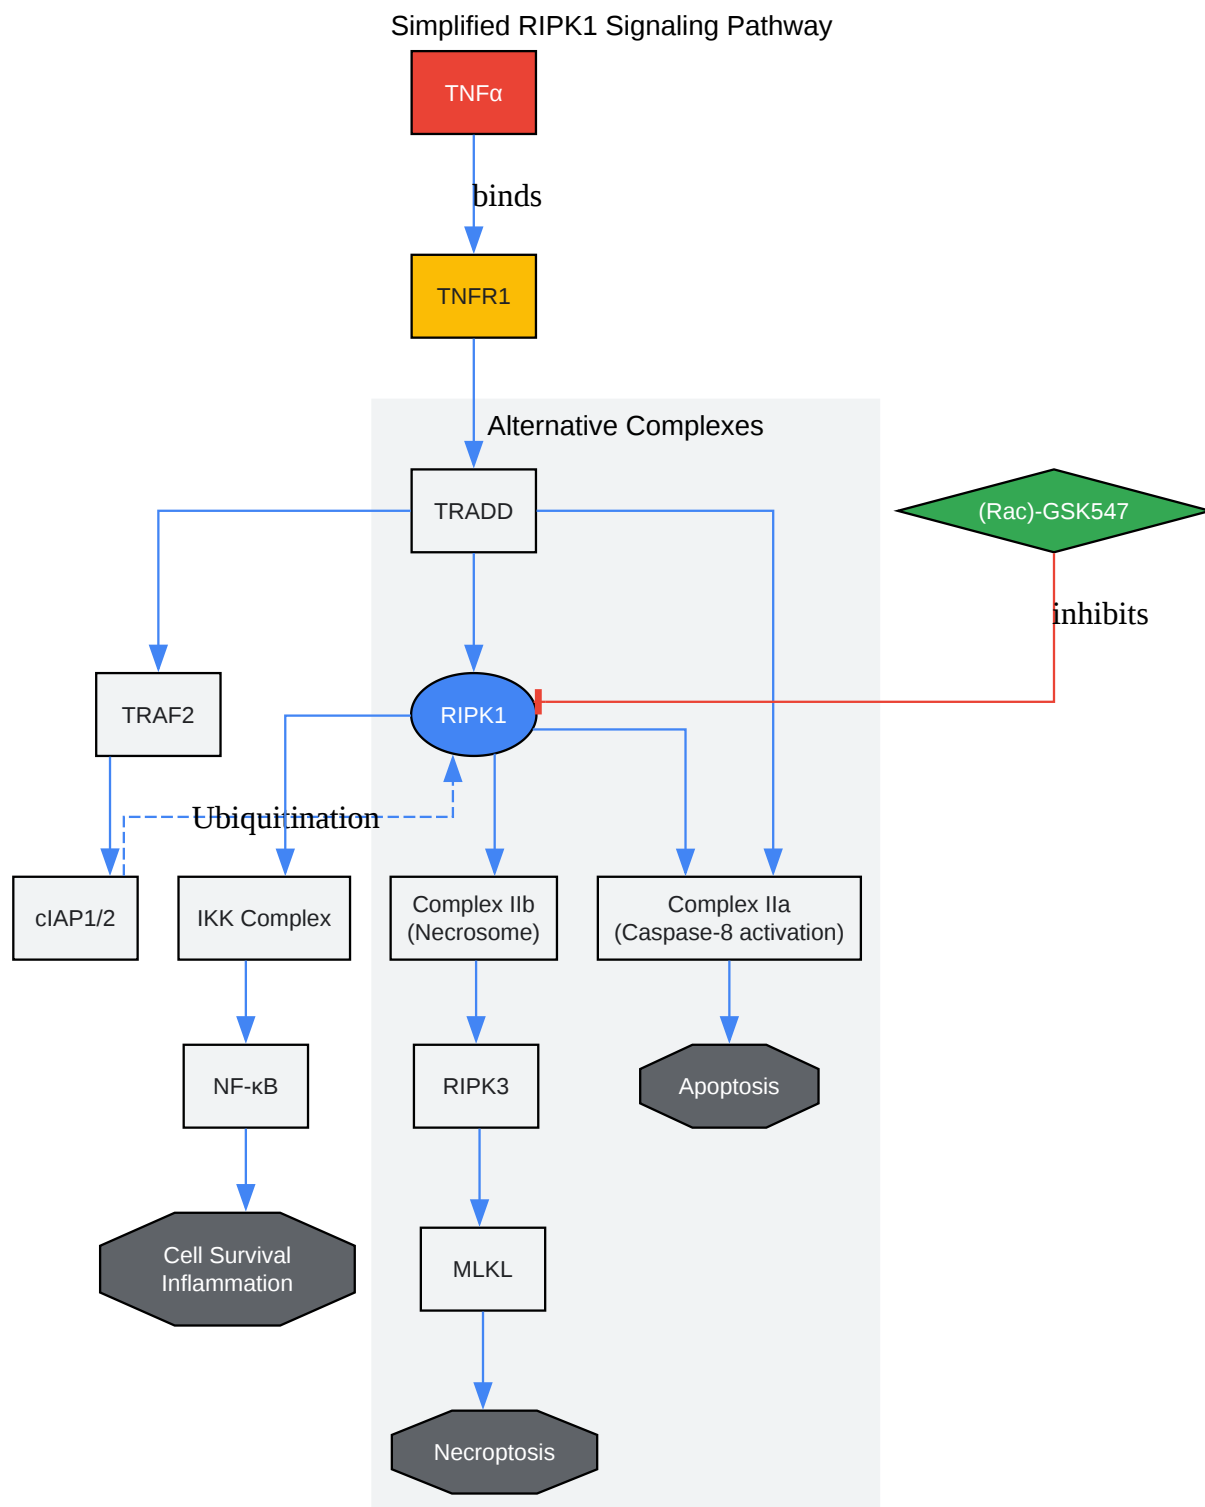 Simplified RIPK1 Signaling Pathway
TNFα
binds
TNFR1
Alternative Complexes
TRADD
(Rac)-GSK547
inhibits
TRAF2
RIPK1
Ubiquitination
cIAP1/2
IKK Complex
Complex IIb
(Necrosome)
Complex IIa
(Caspase-8 activation)
NF-κB
RIPK3
Apoptosis
Cell Survival
Inflammation
MLKL
Necroptosis